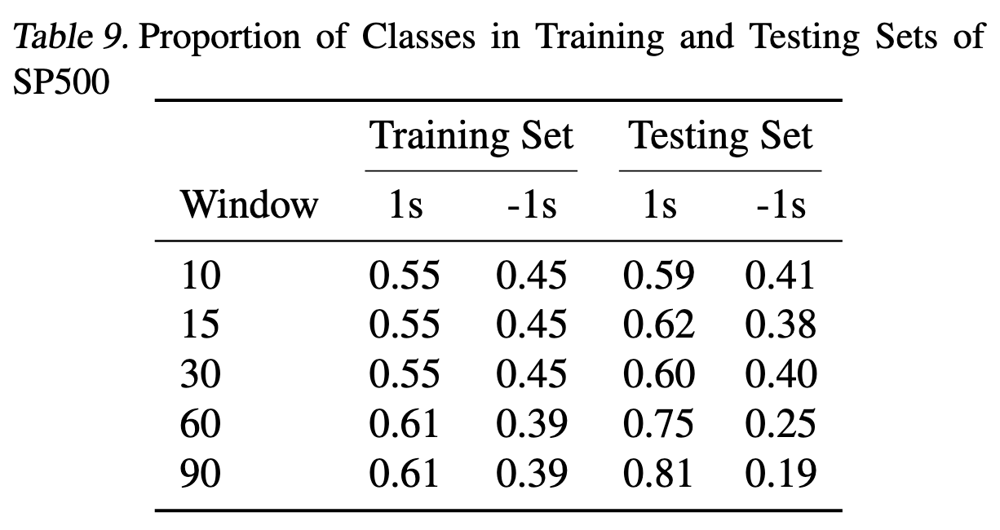 Table 9. Proportion of Classes in Training and Testing Sets of
SP500
Training Set Testing Set
Window 1s -1s 1s -1s
10 0.55 0.45 0.59 0.41
15 0.55 0.45 0.62 0.38
30 0.55 0.45 0.60 0.40
60 0.61 0.39 0.75 0.25
90 0.61 0.39 0.81 0.19